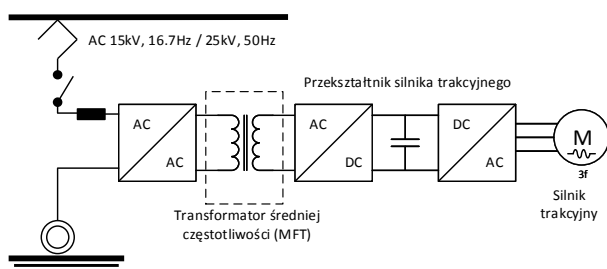 AC 15kV, 16.7Hz / 25kV, 50Hz
Przekształtnik silnika trakcyjnego
AC
AC
AC
DC
DC
AC
M
3f
Silnik
trakcyjny
Transformator średniej
częstotliwości (MFT)